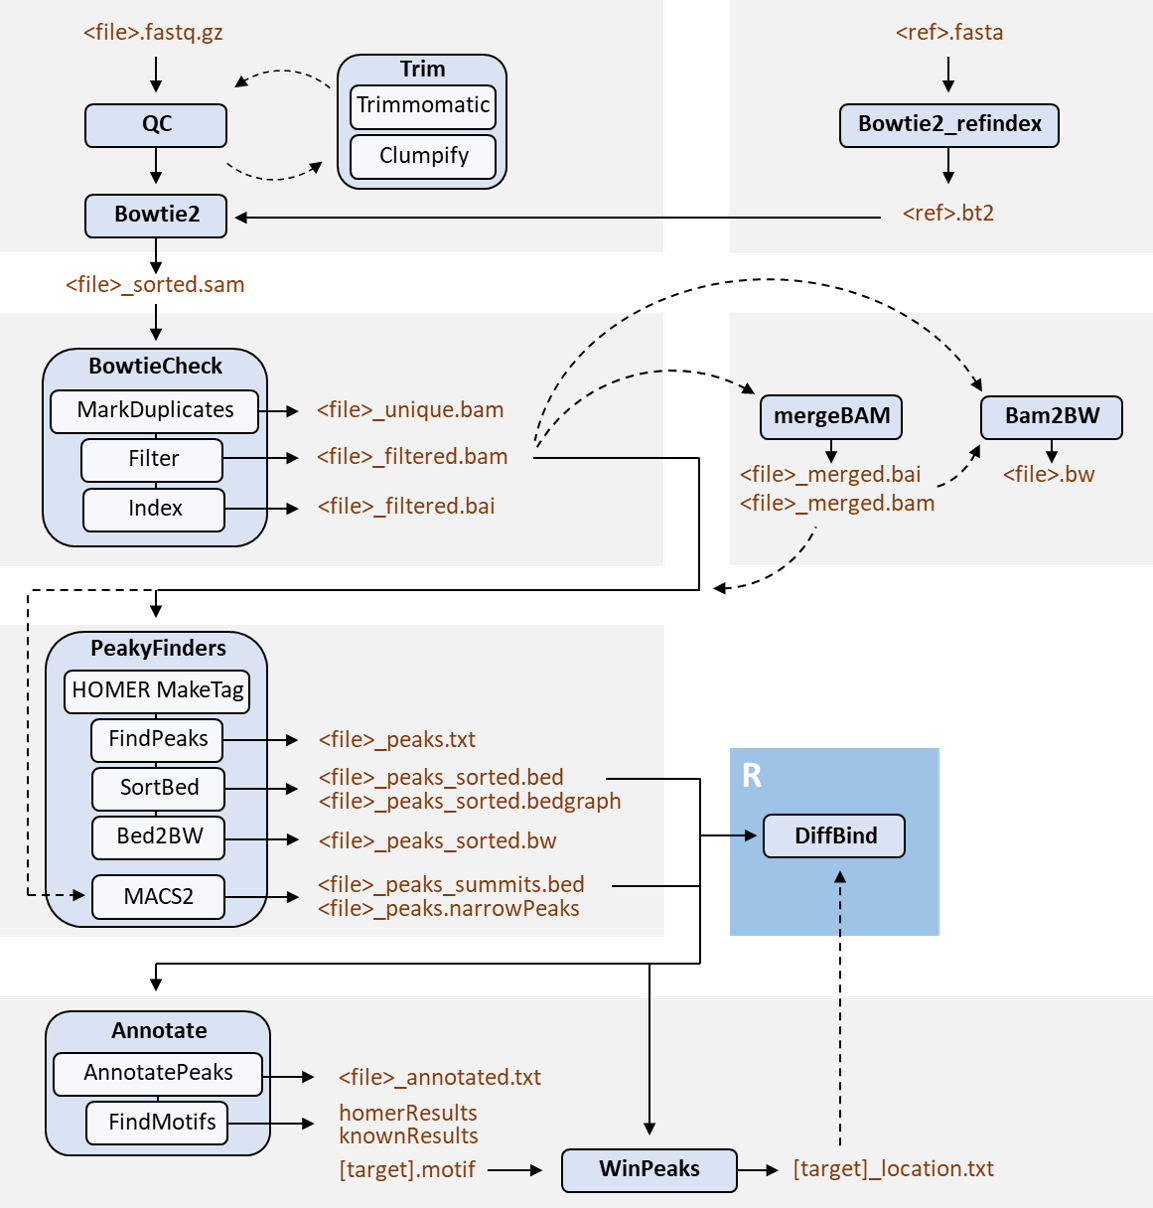 <file>.fastq.gz
<ref>.fasta
Trim
Trimmomatic
Clumpify
QC
Bowtie2_refindex
Bowtie2
<ref>.bt2
<file>_sorted.sam
BowtieCheck
MarkDuplicates
<file>_unique.bam
Filter
<file>_filtered.bam
Index
<file>_filtered.bai
mergeBAM
<file>_merged.bai
<file>_merged.bam
Bam2BW
<file>.bw
PeakyFinders
HOMER MakeTag
FindPeaks
<file>_peaks.txt
SortBed
<file>_peaks_sorted.bed
<file>_peaks_sorted.bedgraph
Bed2BW
<file>_peaks_sorted.bw
MACS2
<file>_peaks_summits.bed
<file>_peaks.narrowPeaks
R
DiffBind
Annotate
AnnotatePeaks
<file>_annotated.txt
FindMotifs
homerResults
knownResults
[target].motif
WinPeaks
[target]_location.txt